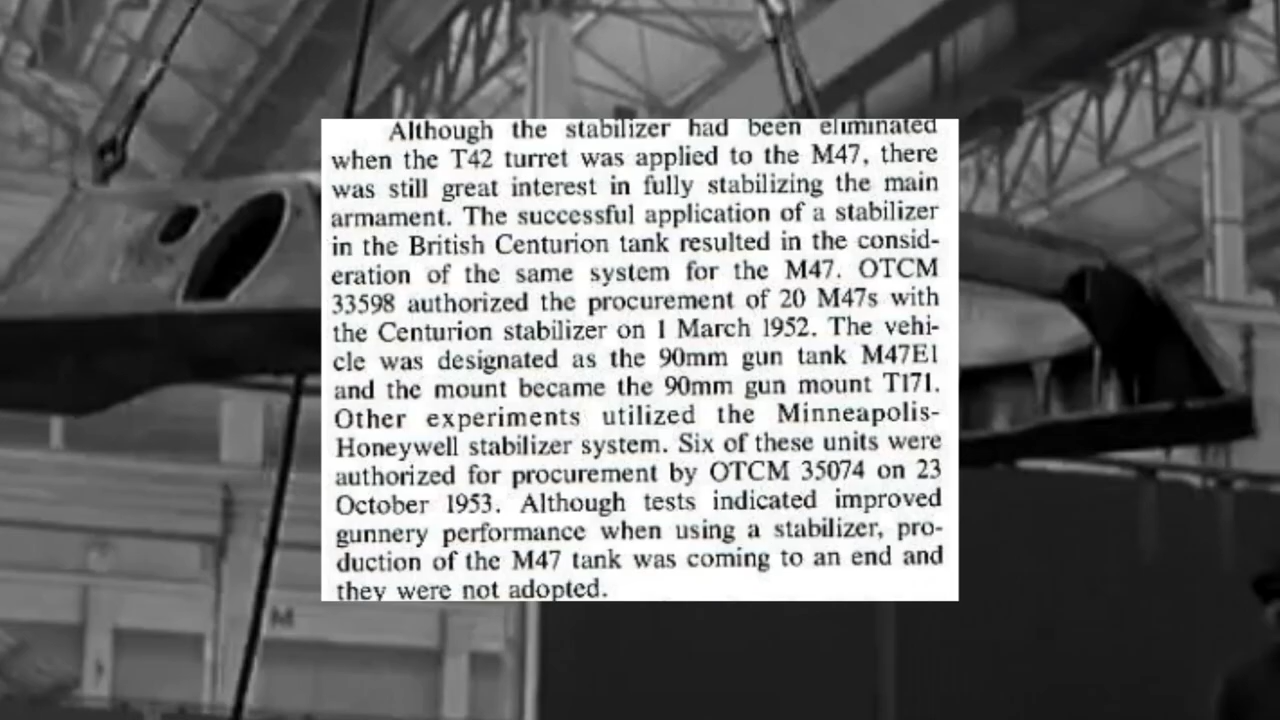 Although the stabilizer had been eliminated
when the T42 turret was applied to the M47, there
was still great interest in fully stabilizing the main
armament. The successful application of a stabilizer
in the British Centurion tank resulted in the consid-
eration of the same system for the M47. OTCM
33598 authorized the procurement of 20 M47s with
the Centurion stabilizer on 1 March 1952. The vehi-
cle was designated as the 90mm gun tank M47E1
and the mount became the 90mm gun mount T171.
Other experiments utilized the Minneapolis-
Honeywell stabilizer system. Six of these units were
authorized for procurement by OTCM 35074 on 23
October 1953. Although tests indicated improved
gunnery performance when using a stabilizer, pro-
duction of the M47 tank was coming to an end and
they were not adopted.
M